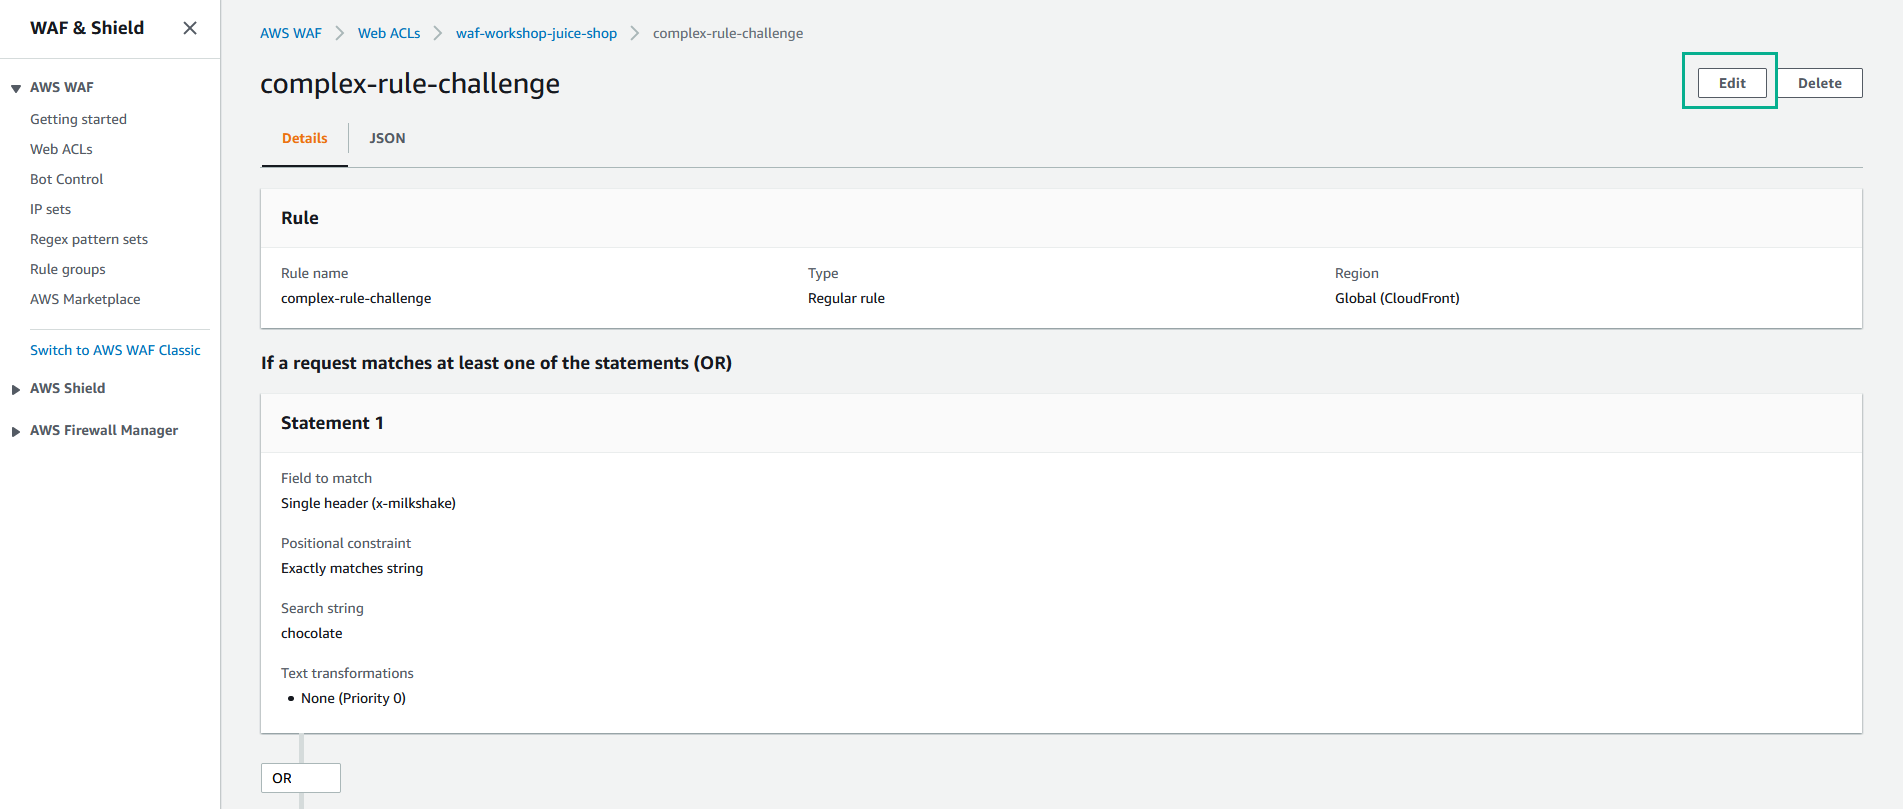 WAF & Shield
AWS WAF
Getting started
Web ACLs
Bot Control
IP sets
Regex pattern sets
Rule groups
AWS Marketplace
Switch to AWS WAF Classic
AWS Shield
AWS Firewall Manager
AWS WAF Web ACLs waf-workshop-juice-shop complex-rule-challenge
complex-rule-challenge
Edit Delete
Details JSON
Rule
Rule name Type Region
complex-rule-challenge Regular rule Global (CloudFront)
If a request matches at least one of the statements (OR)
Statement 1
Field to match
Single header (x-milkshake)
Positional constraint
Exactly matches string
Search string
chocolate
Text transformations
None (Priority 0)
OR